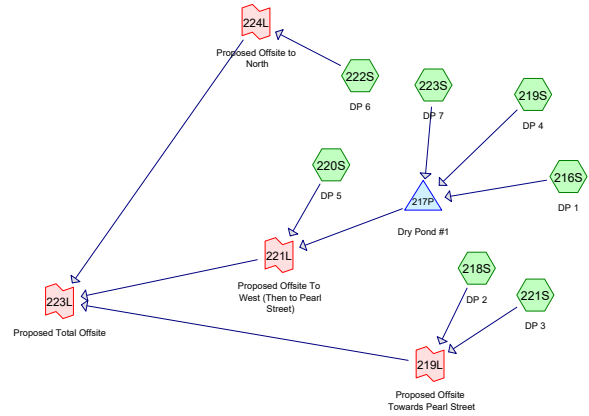 224L
Proposed Offsite to
North
222S
DP 6
223S
DP 7
219S
DP 4
220S
DP 5
216S
DP 1
217P
Dry Pond #1
221L
Proposed Offsite To
West (Then to Pearl
Street)
218S
DP 2
221S
DP 3
223L
Proposed Total Offsite
219L
Proposed Offsite
Towards Pearl Street